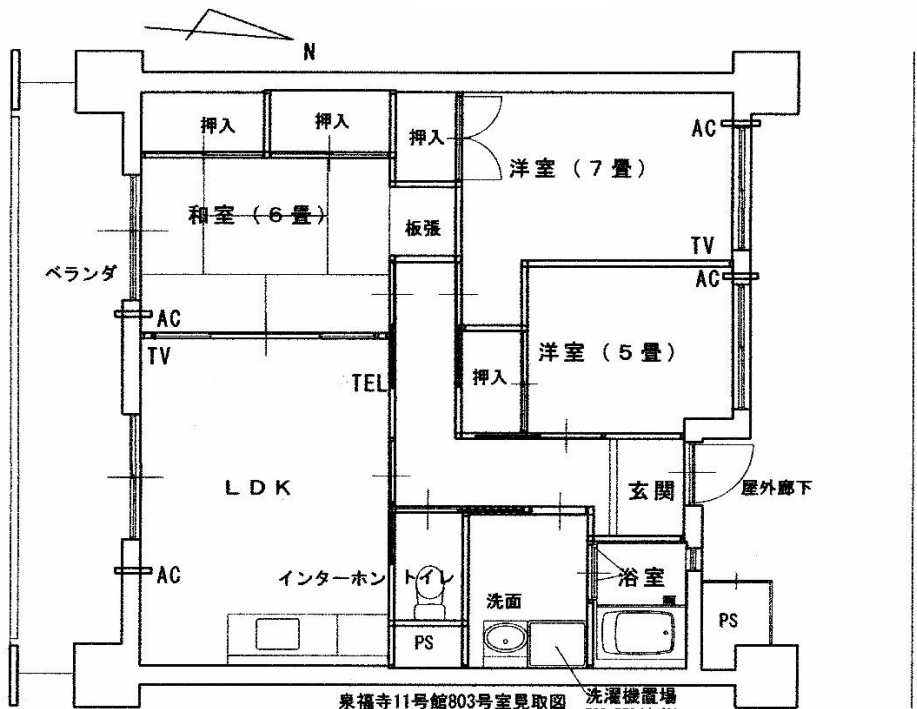 N
押入
押入
押入
洋室（7畳）
AC
和室（6畳）
板張
TV
AC
ベランダ
AC
TV
TEL
押入
洋室（5畳）
LDK
玄関
屋外廊下
AC
インターホン
トイレ
洗面
浴室
PS
PS
泉福寺11号館803号室見取図
洗濯機置場